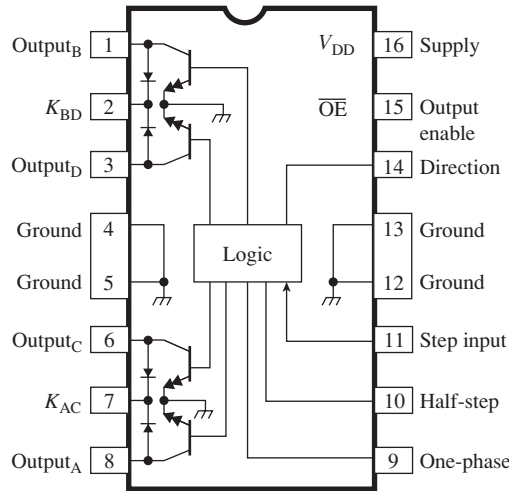 Output_B 1 V_DD 16 Supply
K_BD 2 O̅E̅ 15 Output enable
Output_D 3 14 Direction
Ground 4 13 Ground
Logic
Ground 5 12 Ground
Output_C 6 11 Step input
K_AC 7 10 Half-step
Output_A 8 9 One-phase